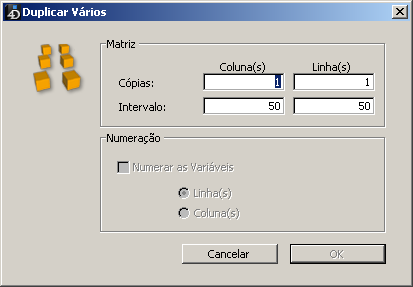 Duplicar Vários
Matriz
Coluna(s) Linha(s)
Cópias: 1 1
Intervalo: 50 50
Numeração
Numerar as Variáveis
Linha(s)
Coluna(s)
Cancelar OK